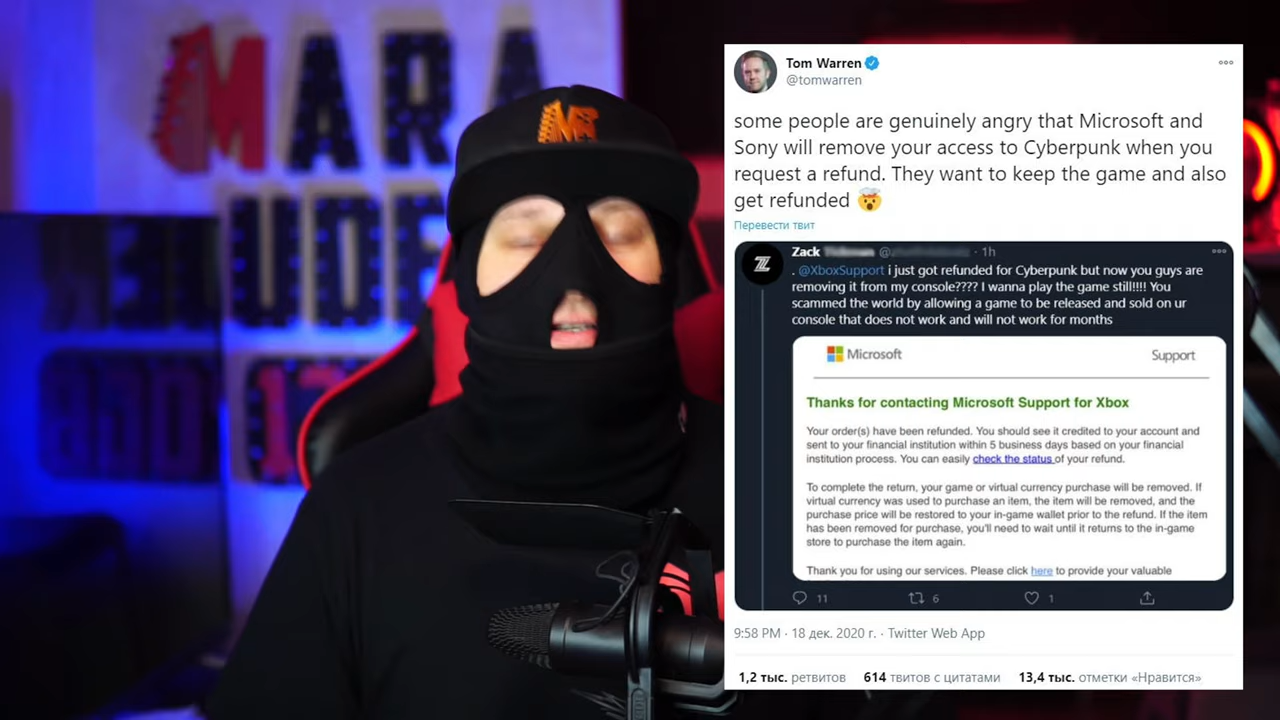 MARA
Tom Warren
@tomwarren
some people are genuinely angry that Microsoft and
Sony will remove your access to Cyberpunk when you
request a refund. They want to keep the game and also
get refunded 🤯
Перевести твит
Zack
@
· 1h
. @XboxSupport i just got refunded for Cyberpunk but now you guys are
removing it from my console???? I wanna play the game still!!!! You
scammed the world by allowing a game to be released and sold on ur
console that does not work and will not work for months
Microsoft
Support
Thanks for contacting Microsoft Support for Xbox
Your order(s) have been refunded. You should see it credited to your account and
sent to your financial institution within 5 business days based on your financial
institution process. You can easily check the status of your refund.
To complete the return, your game or virtual currency purchase will be removed. If
virtual currency was used to purchase an item, the item will be removed, and the
purchase price will be restored to your in-game wallet prior to the refund. If the item
has been removed for purchase, you'll need to wait until it returns to the in-game
store to purchase the item again.
Thank you for using our services. Please click here to provide your valuable
11
6
1
9:58 PM · 18 дек. 2020 г. · Twitter Web App
1,2 тыс. ретвитов 614 твитов с цитатами 13,4 тыс. отметки «Нравится»